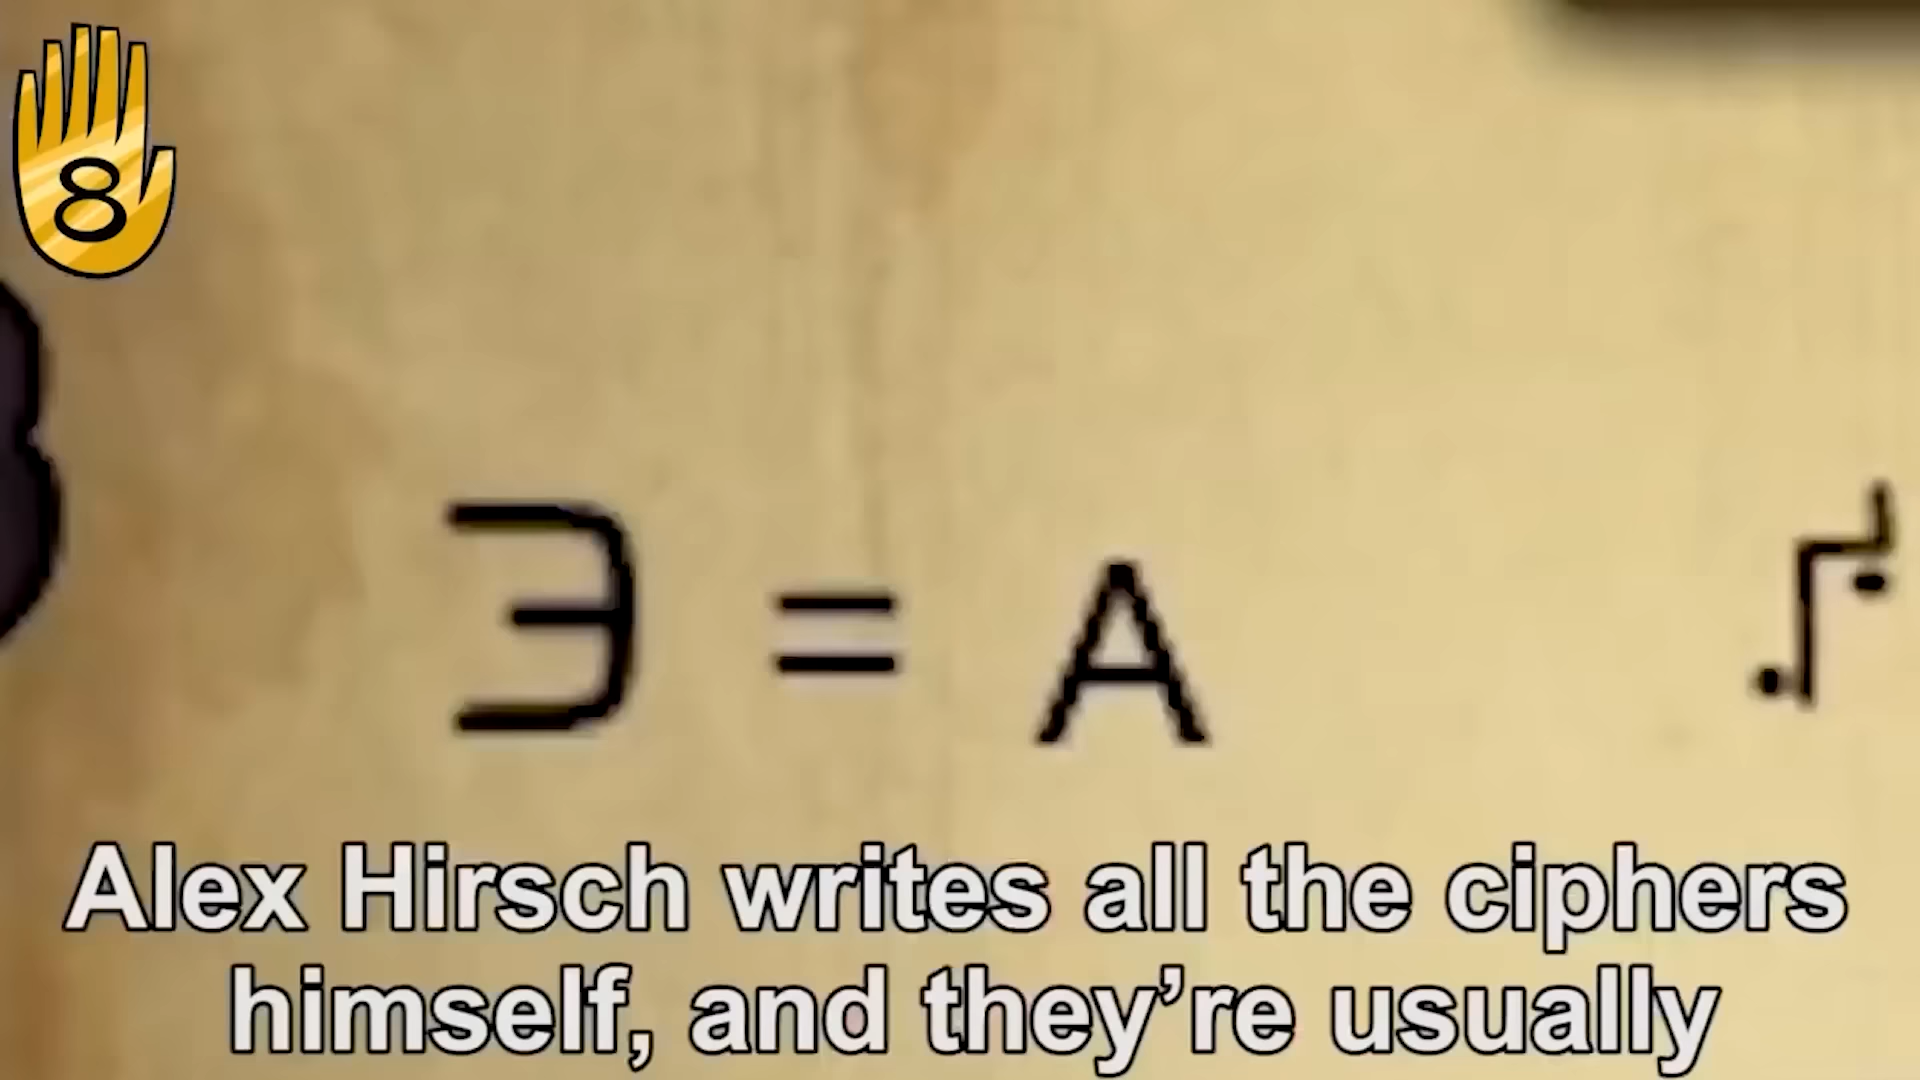 8
Ǝ = A
Alex Hirsch writes all the ciphers
himself, and they’re usually